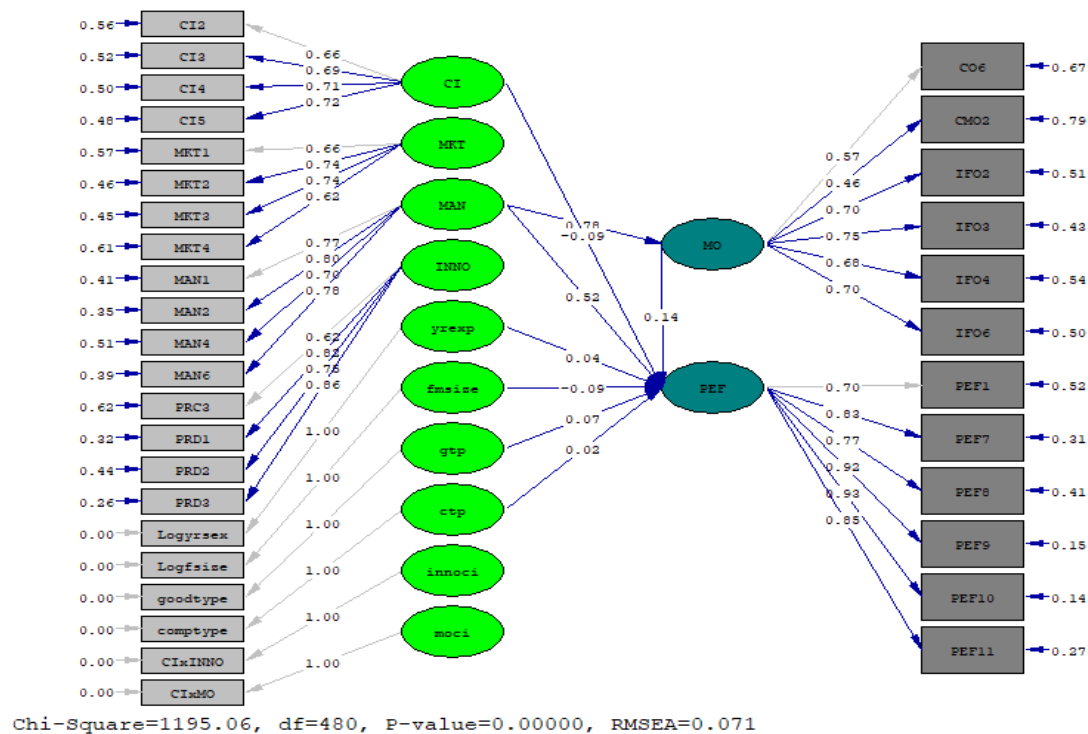 0.56 CI2
0.52 CI3
0.50 CI4
0.48 CI5
0.57 MKT1
0.46 MKT2
0.45 MKT3
0.61 MKT4
0.41 MAN1
0.35 MAN2
0.51 MAN4
0.39 MAN6
0.62 PRC3
0.32 PRD1
0.44 PRD2
0.26 PRD3
0.00 Logyrsex
0.00 Logfsize
0.00 goodtype
0.00 comptype
0.00 CIxINNO
0.00 CIxMO
0.66
0.69
0.71
0.72
0.66
0.74
0.74
0.62
0.77
0.80
0.70
0.78
0.62
0.82
0.75
0.86
1.00
1.00
1.00
1.00
1.00
1.00
CI
MKT
MAN
INNO
yrexp
fmsize
gtp
ctp
innoci
moci
0.78
-0.09
0.52
0.14
0.04
-0.09
0.07
0.02
MO
PEF
0.57
0.46
0.70
0.75
0.68
0.70
0.70
0.83
0.77
0.92
0.93
0.85
CO6 0.67
CMO2 0.79
IFO2 0.51
IFO3 0.43
IFO4 0.54
IFO6 0.50
PEF1 0.52
PEF7 0.31
PEF8 0.41
PEF9 0.15
PEF10 0.14
PEF11 0.27
Chi-Square=1195.06, df=480, P-value=0.00000, RMSEA=0.071